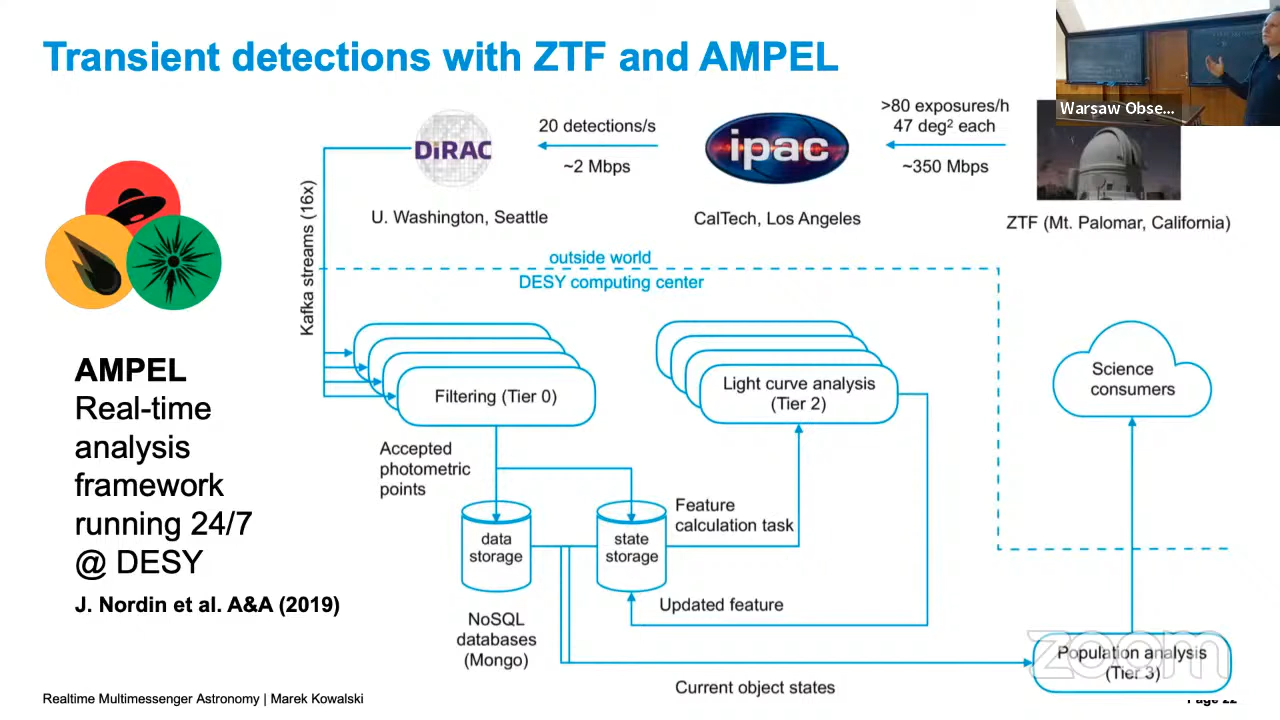 Transient detections with ZTF and AMPEL
Warsaw Obse...
DiRAC
20 detections/s
~2 Mbps
ipac
>80 exposures/h
47 deg² each
~350 Mbps
U. Washington, Seattle
CalTech, Los Angeles
ZTF (Mt. Palomar, California)
Kafka streams (16x)
outside world
DESY computing center
AMPEL
Real-time
analysis
framework
running 24/7
@ DESY
J. Nordin et al. A&A (2019)
Filtering (Tier 0)
Light curve analysis
(Tier 2)
Science
consumers
Accepted
photometric
points
data
storage
state
storage
Feature
calculation task
Updated feature
NoSQL
databases
(Mongo)
Current object states
Population analysis
(Tier 3)
zoom
Realtime Multimessenger Astronomy | Marek Kowalski
Page 22